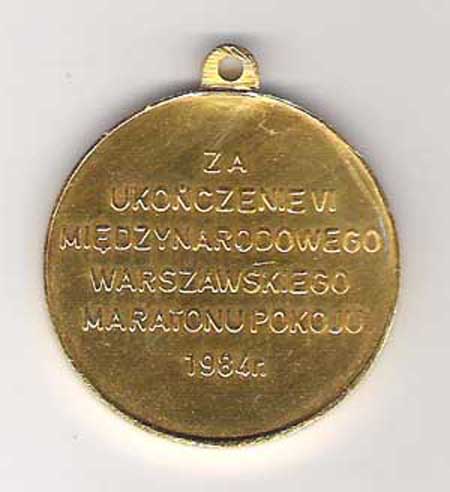 ZA
UKOŃCZENIE VI
MIĘDZYNARODOWEGO
WARSZAWSKIEGO
MARATONU POKOJU
1984r.